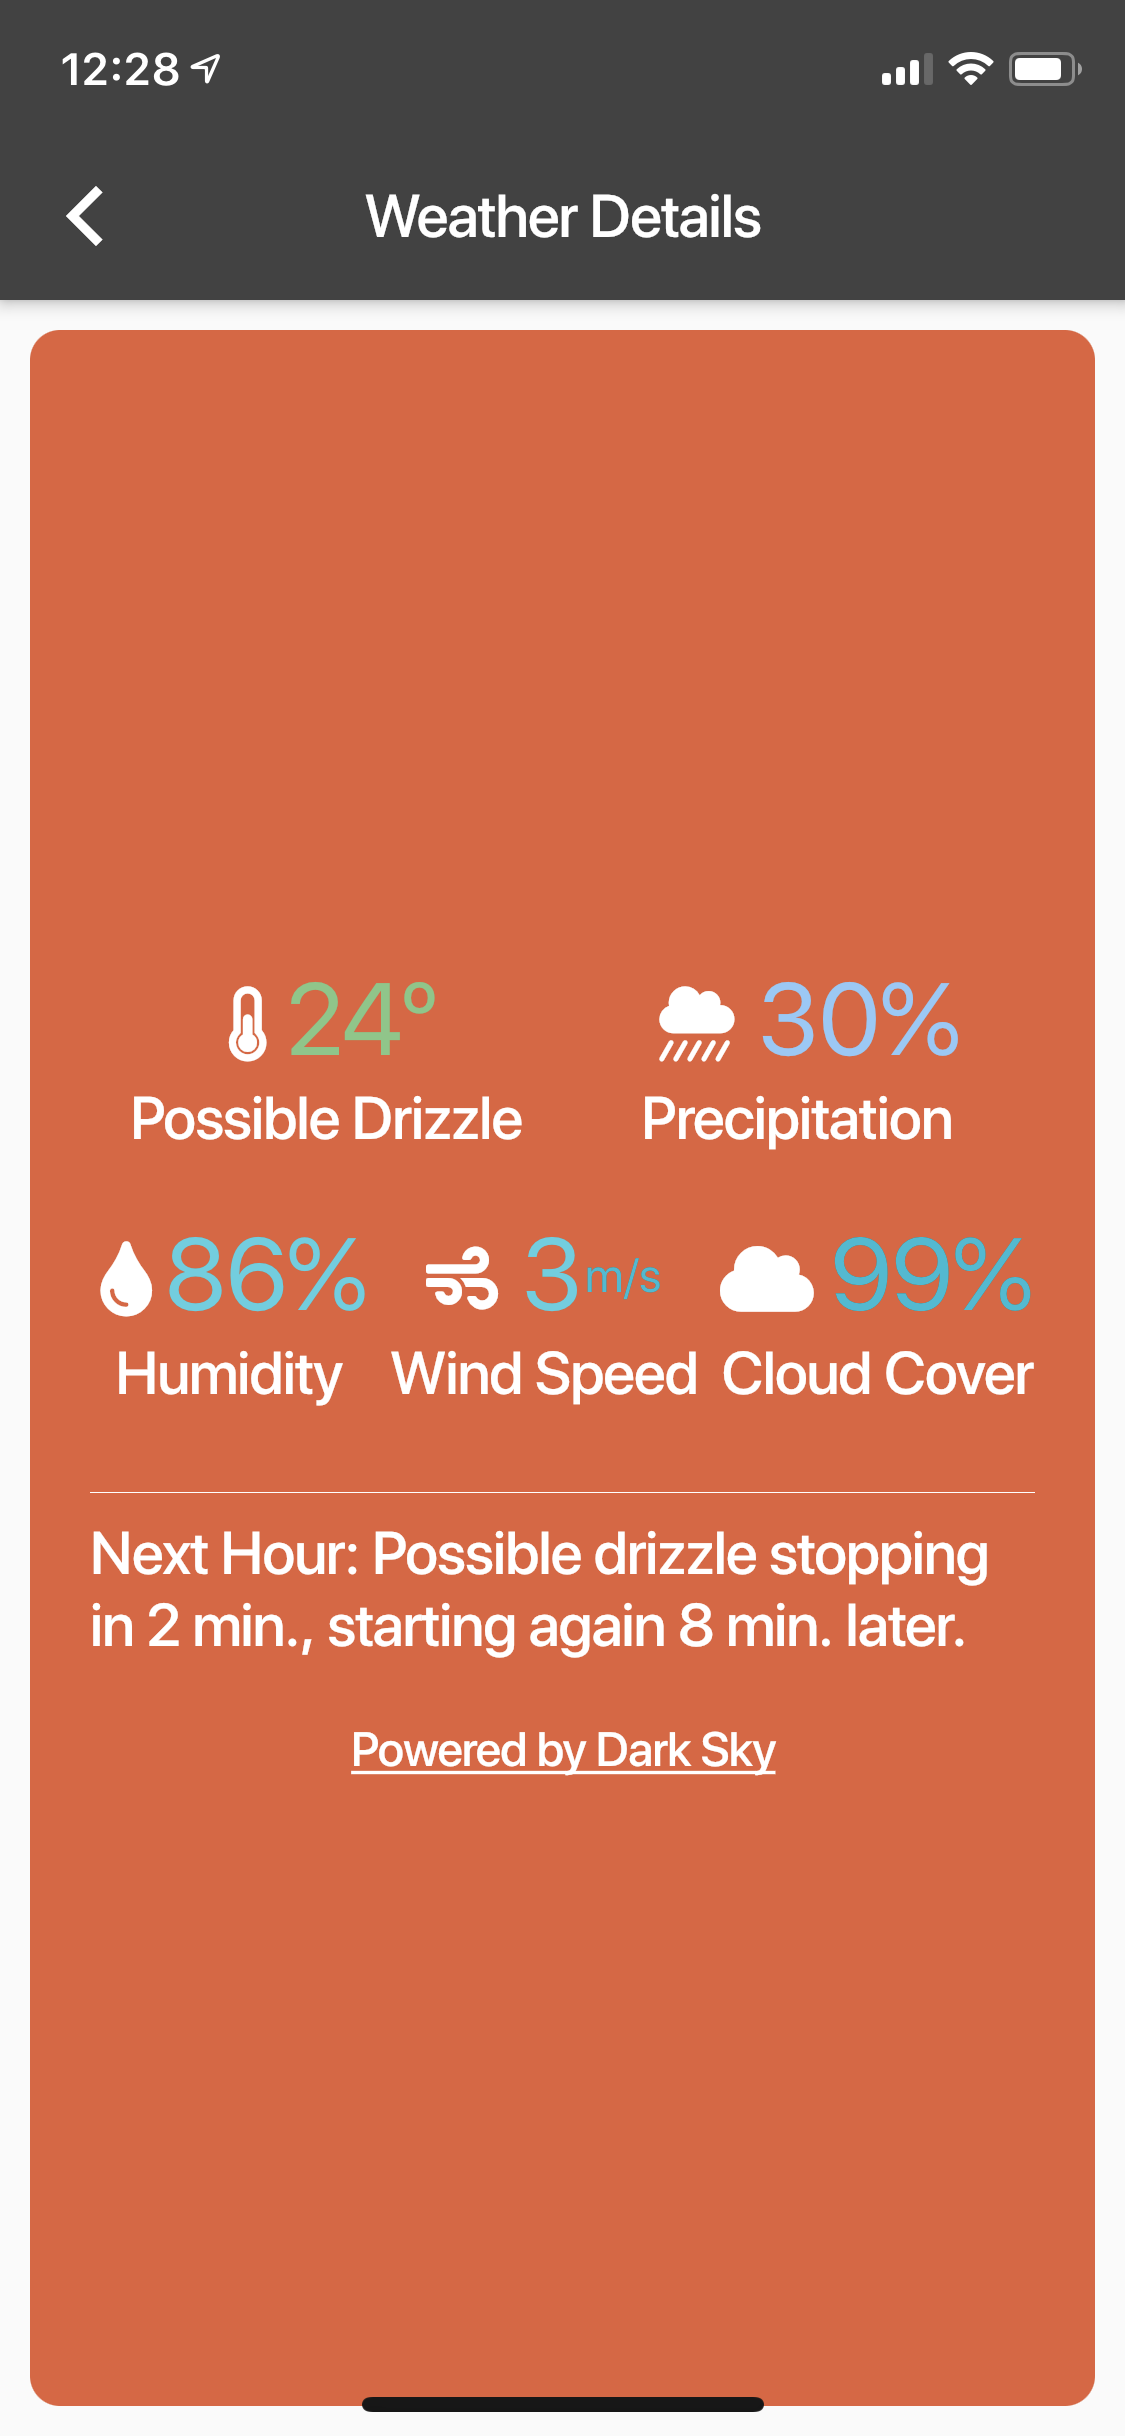 12:28
Weather Details
24° 30%
Possible Drizzle Precipitation
86% 3 m/s 99%
Humidity Wind Speed Cloud Cover
Next Hour: Possible drizzle stopping
in 2 min., starting again 8 min. later.
Powered by Dark Sky